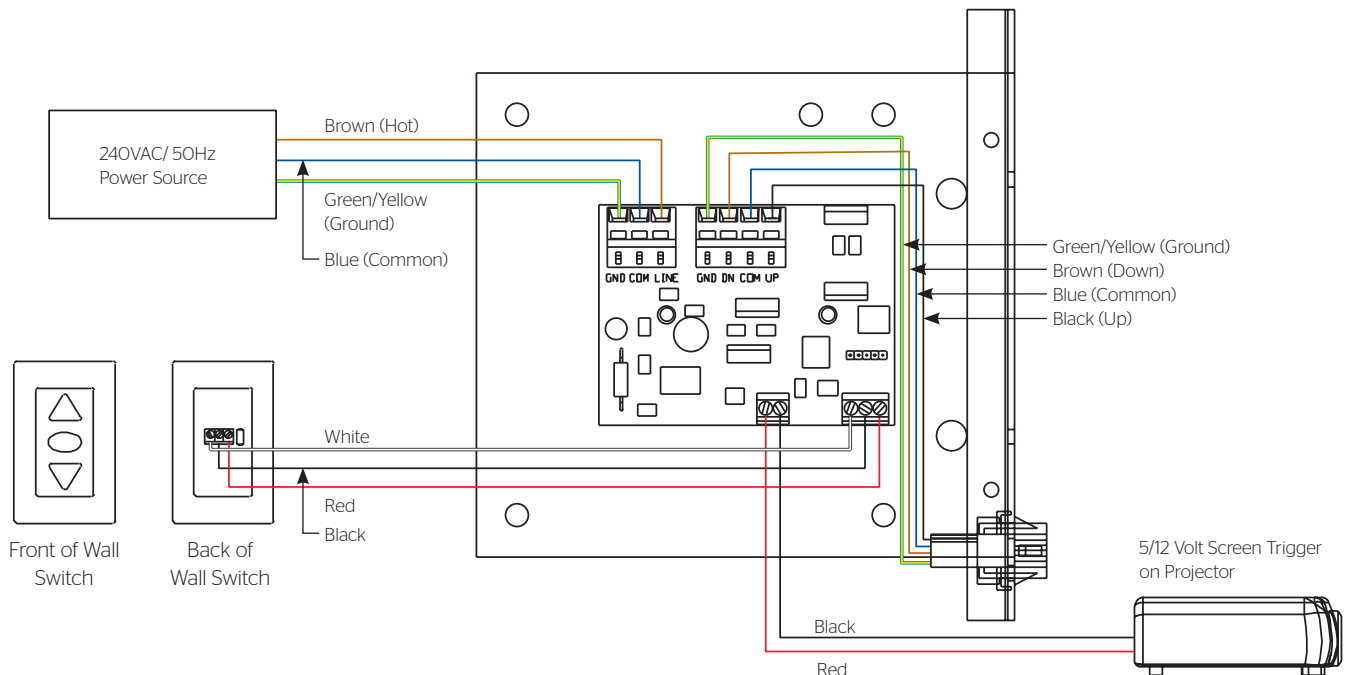 240VAC/ 50Hz
Power Source
Brown (Hot)
Green/Yellow
(Ground)
Blue (Common)
GND COM LINE
GND DN COM UP
Green/Yellow (Ground)
Brown (Down)
Blue (Common)
Black (Up)
White
Red
Black
Front of Wall
Switch
Back of
Wall Switch
5/12 Volt Screen Trigger
on Projector
Black
Red